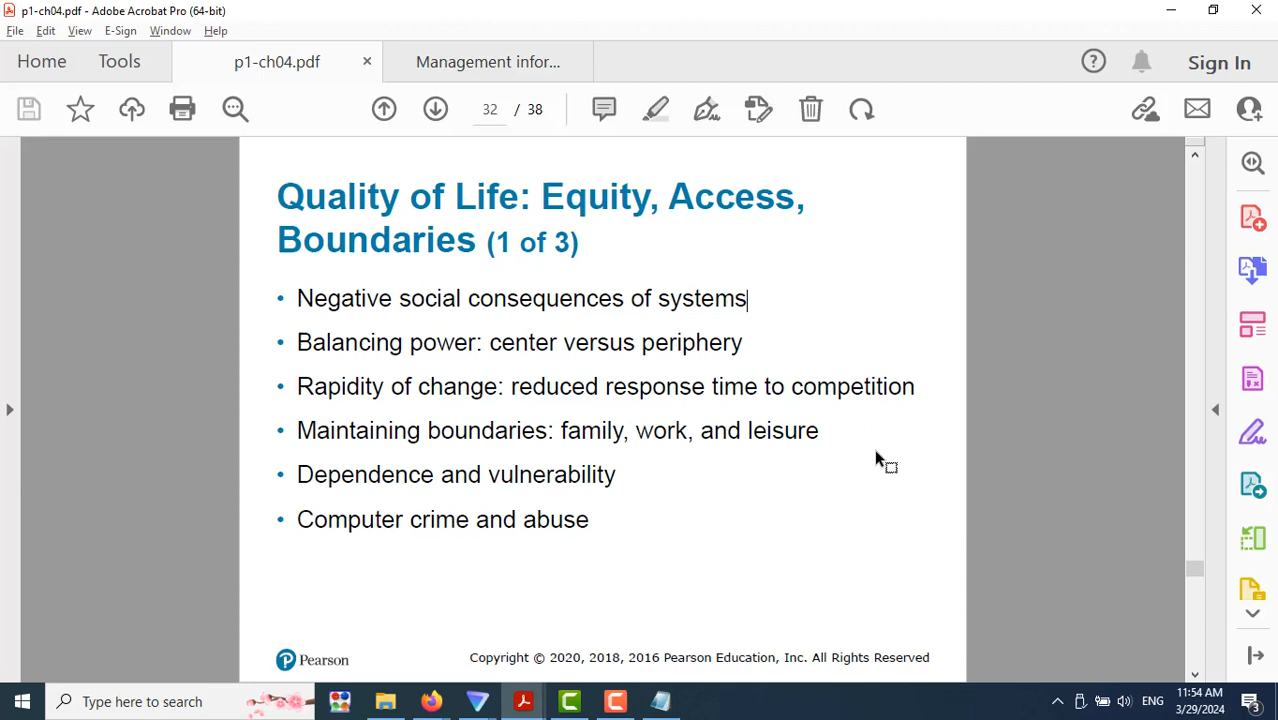 p1-ch04.pdf - Adobe Acrobat Pro (64-bit)
File Edit View E-Sign Window Help
Home Tools p1-ch04.pdf × Management infor... Sign In
32 / 38
Quality of Life: Equity, Access,
Boundaries (1 of 3)
• Negative social consequences of systems
• Balancing power: center versus periphery
• Rapidity of change: reduced response time to competition
• Maintaining boundaries: family, work, and leisure
• Dependence and vulnerability
• Computer crime and abuse
Pearson
Copyright © 2020, 2018, 2016 Pearson Education, Inc. All Rights Reserved
Type here to search
ENG
11:54 AM
3/29/2024
3